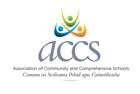 accs
Association of Community and Comprehensive Schools
Cumann na Scoileanna Pobail agus Cuimsitheacha